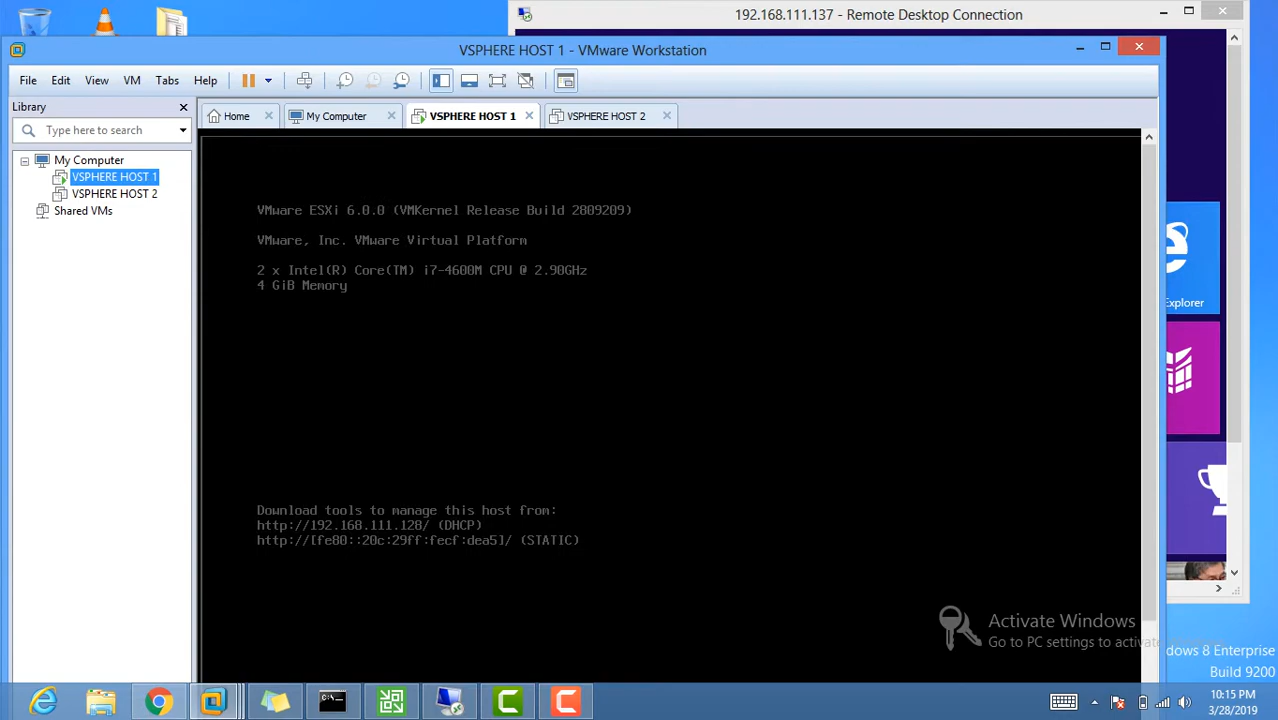 192.168.111.137 - Remote Desktop Connection
VSPHERE HOST 1 - VMware Workstation
File Edit View VM Tabs Help
Library
Type here to search
Home
My Computer
VSPHERE HOST 1
VSPHERE HOST 2
My Computer
VSPHERE HOST 1
VSPHERE HOST 2
Shared VMs
VMware ESXi 6.0.0 (VMKernel Release Build 2809209)
VMware, Inc. VMware Virtual Platform
2 x Intel(R) Core(TM) i7-4600M CPU @ 2.90GHz
4 GiB Memory
Download tools to manage this host from:
http://192.168.111.128/ (DHCP)
http://[fe80::20c:29ff:fecf:dea5]/ (STATIC)
Explorer
Activate Windows
Go to PC settings to activate
dows 8 Enterprise
Build 9200
10:15 PM
3/28/2019